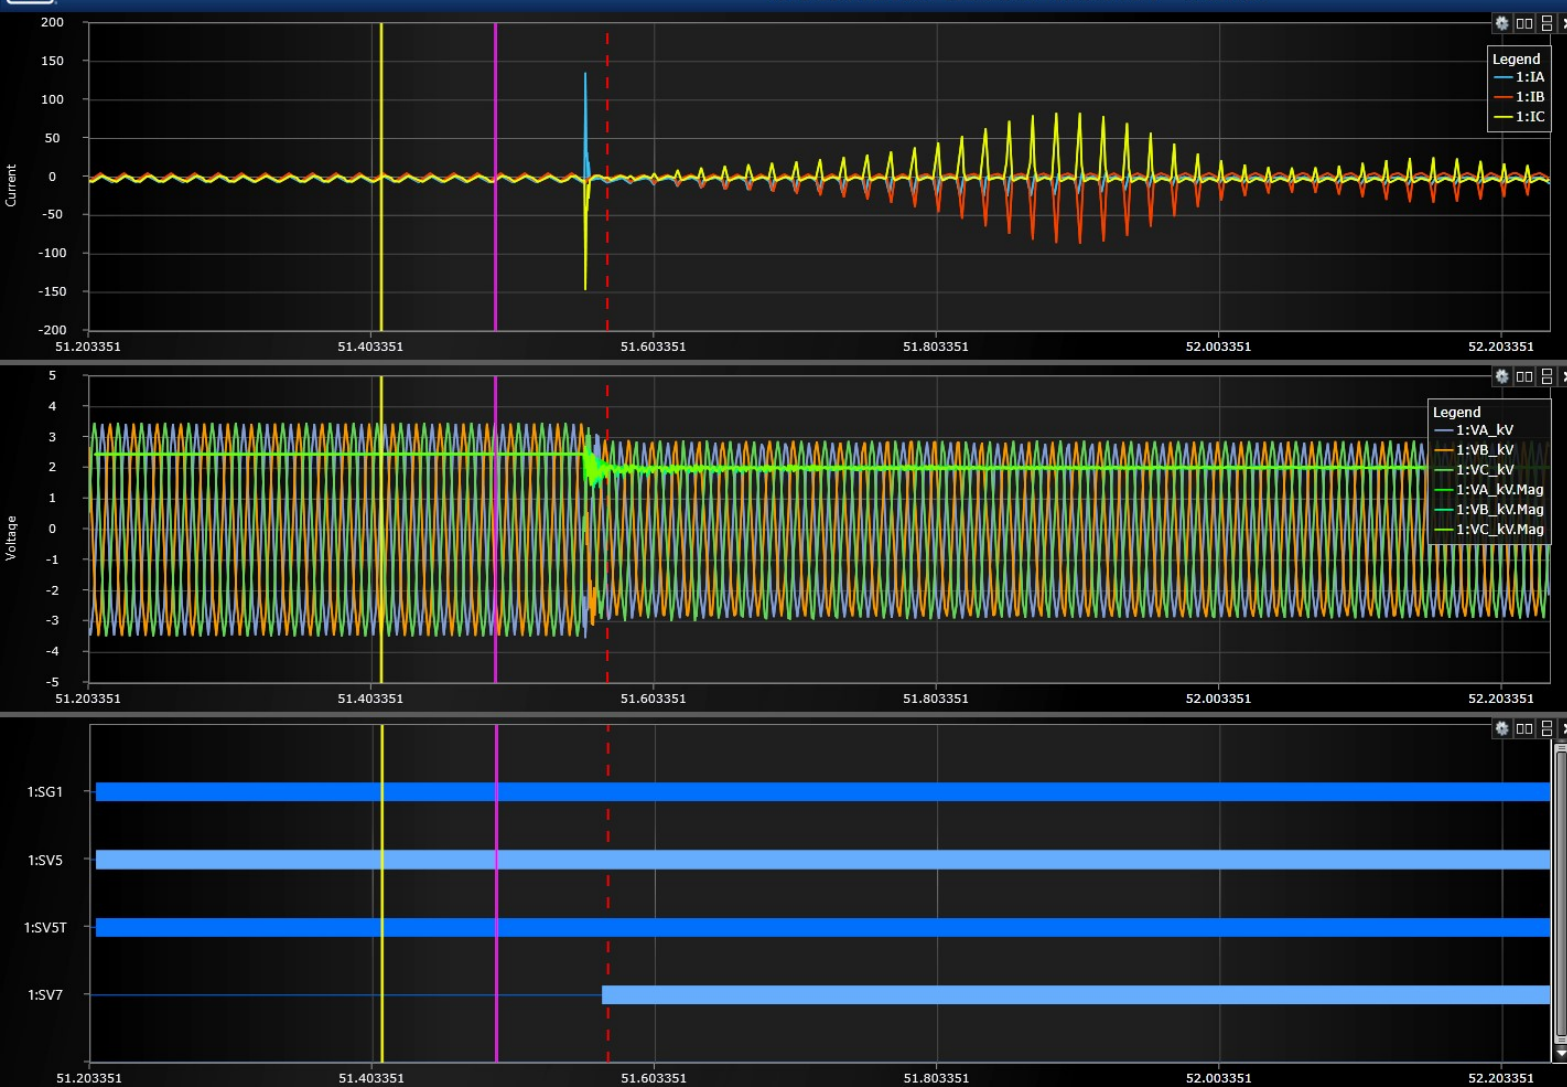 200
150
100
50
0
-50
-100
-150
-200
Current
51.203351 51.403351 51.603351 51.803351 52.003351 52.203351
Legend
1:IA
1:IB
1:IC
5
4
3
2
1
0
-1
-2
-3
-4
-5
Voltage
51.203351 51.403351 51.603351 51.803351 52.003351 52.203351
Legend
1:VA_kV
1:VB_kV
1:VC_kV
1:VA_kV.Mag
1:VB_kV.Mag
1:VC_kV.Mag
1:SG1
1:SV5
1:SV5T
1:SV7
51.203351 51.403351 51.603351 51.803351 52.003351 52.203351